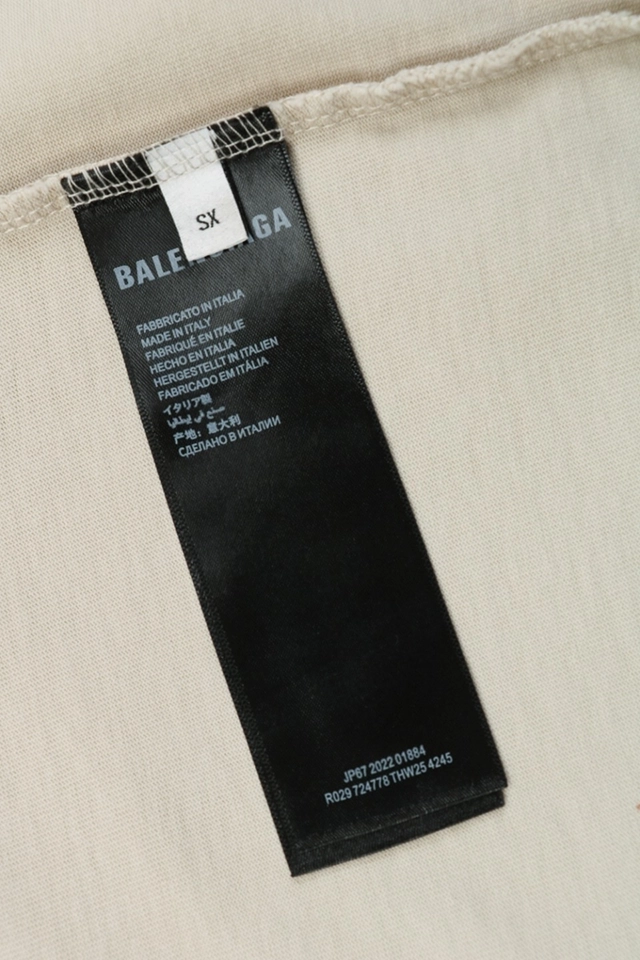 SX
FABBRICATO IN ITALIA
MADE IN ITALY
FABRIQUÉ EN ITALIE
HECHO EN ITALIA
HERGESTELLT IN ITALIEN
FABRICADO EM ITÁLIA
イタリア製
产地：意大利
СДЕЛАНО В ИТАЛИИ
JP67 2022 01884
R029 724778 THW25 4245